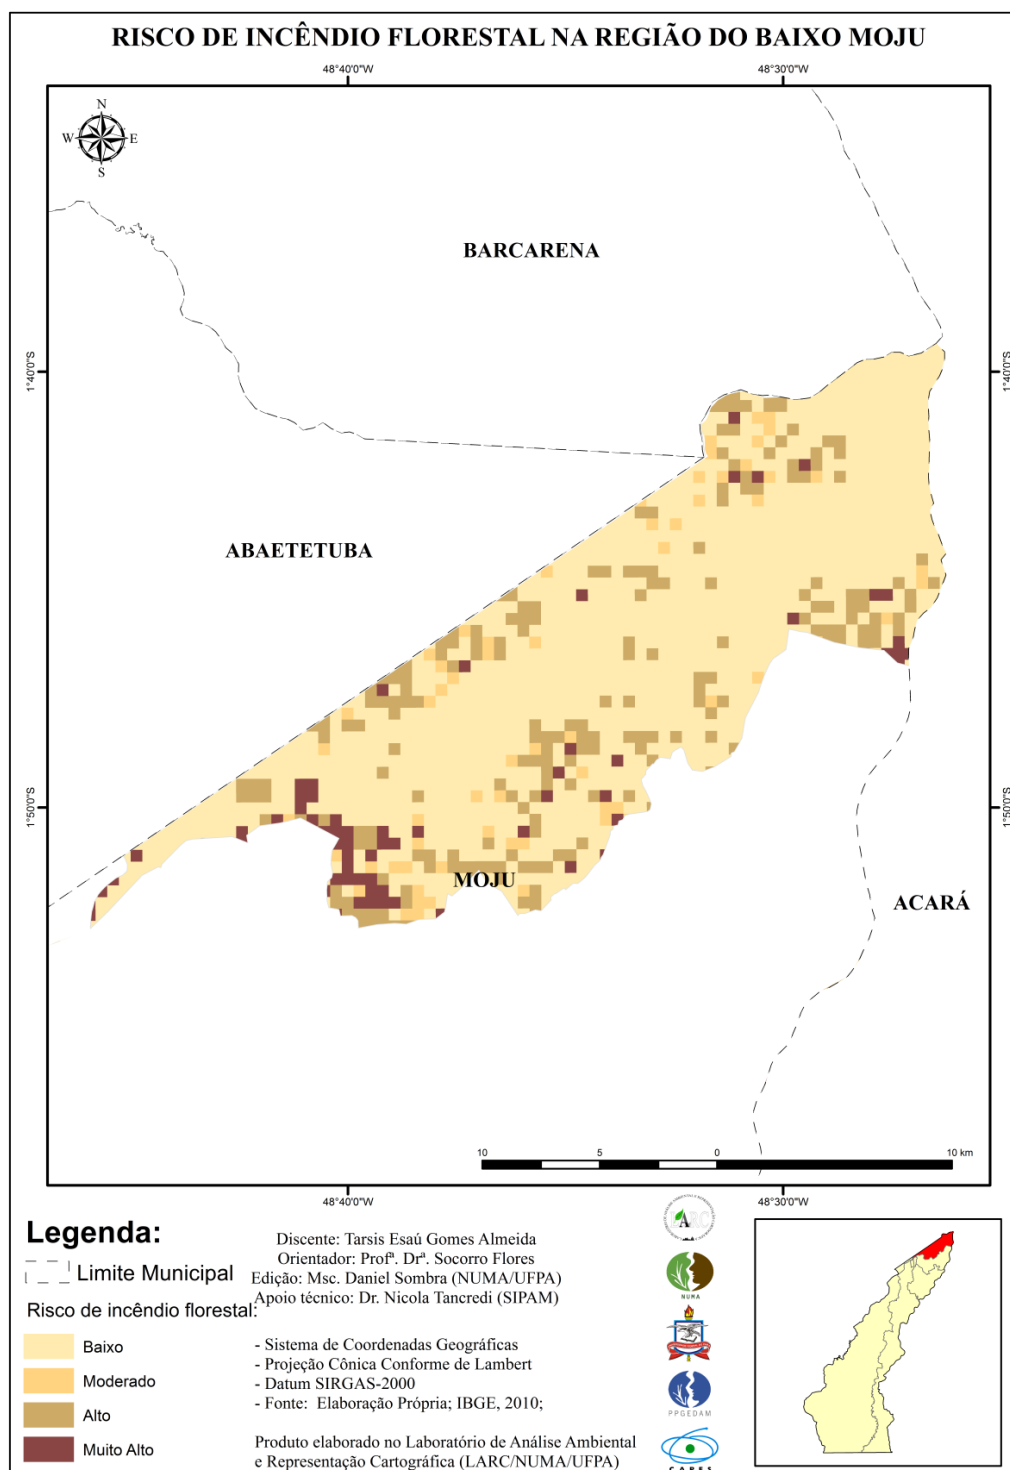 RISCO DE INCÊNDIO FLORESTAL NA REGIÃO DO BAIXO MOJU
48°40'0"W
48°30'0"W
N
W
E
S
BARCARENA
1°40'0"S
1°40'0"S
ABAETETUBA
1°50'0"S
1°50'0"S
MOJU
ACARÁ
10
5
0
10 km
48°40'0"W
48°30'0"W
Legenda:
Limite Municipal
Risco de incêndio florestal:
Baixo
Moderado
Alto
Muito Alto
Discente: Tarsis Esaú Gomes Almeida
Orientador: Profª. Drª. Socorro Flores
Edição: Msc. Daniel Sombra (NUMA/UFPA)
Apoio técnico: Dr. Nicola Tancredi (SIPAM)
- Sistema de Coordenadas Geográficas
- Projeção Cônica Conforme de Lambert
- Datum SIRGAS-2000
- Fonte: Elaboração Própria; IBGE, 2010;
Produto elaborado no Laboratório de Análise Ambiental
e Representação Cartográfica (LARC/NUMA/UFPA)
LARC
NUMA
PPGEDAM
CAPES